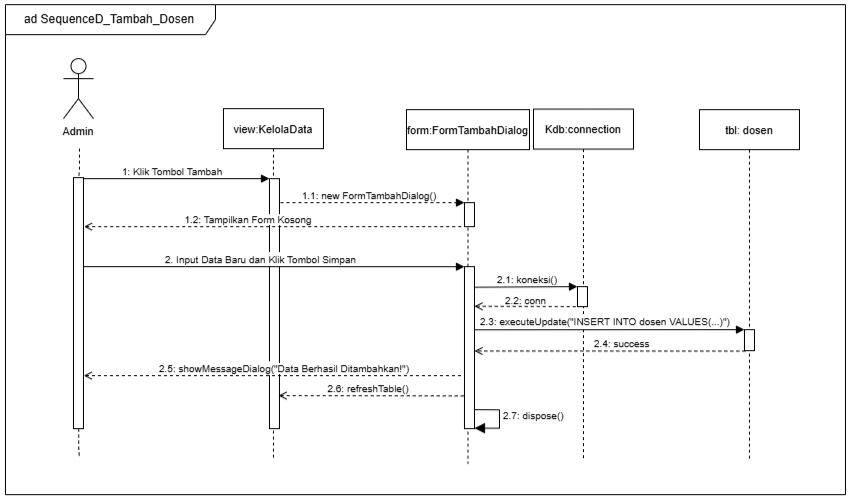 ad SequenceD_Tambah_Dosen
Admin
view:KelolaData
form:FormTambahDialog
Kdb:connection
tbl: dosen
1: Klik Tombol Tambah
1.1: new FormTambahDialog()
1.2: Tampilkan Form Kosong
2. Input Data Baru dan Klik Tombol Simpan
2.1: koneksi()
2.2: conn
2.3: executeUpdate("INSERT INTO dosen VALUES(...)")
2.4: success
2.5: showMessageDialog("Data Berhasil Ditambahkan!")
2.6: refreshTable()
2.7: dispose()